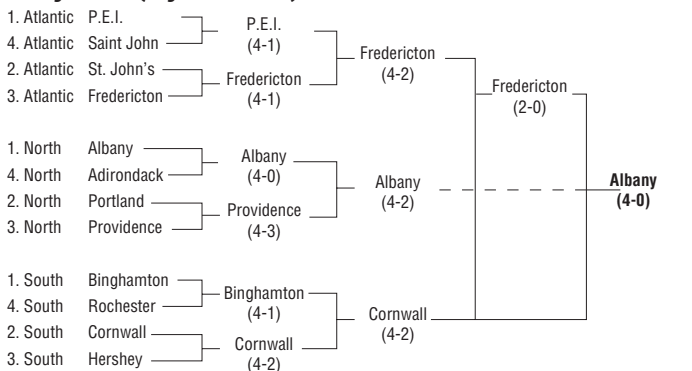 1. Atlantic P.E.I.
4. Atlantic Saint John
2. Atlantic St. John's
3. Atlantic Fredericton
P.E.I.
(4-1)
Fredericton
(4-1)
Fredericton
(4-2)
Fredericton
(2-0)
1. North Albany
4. North Adirondack
2. North Portland
3. North Providence
Albany
(4-0)
Providence
(4-3)
Albany
(4-2)
Albany
(4-0)
1. South Binghamton
4. South Rochester
2. South Cornwall
3. South Hershey
Binghamton
(4-1)
Cornwall
(4-2)
Cornwall
(4-2)